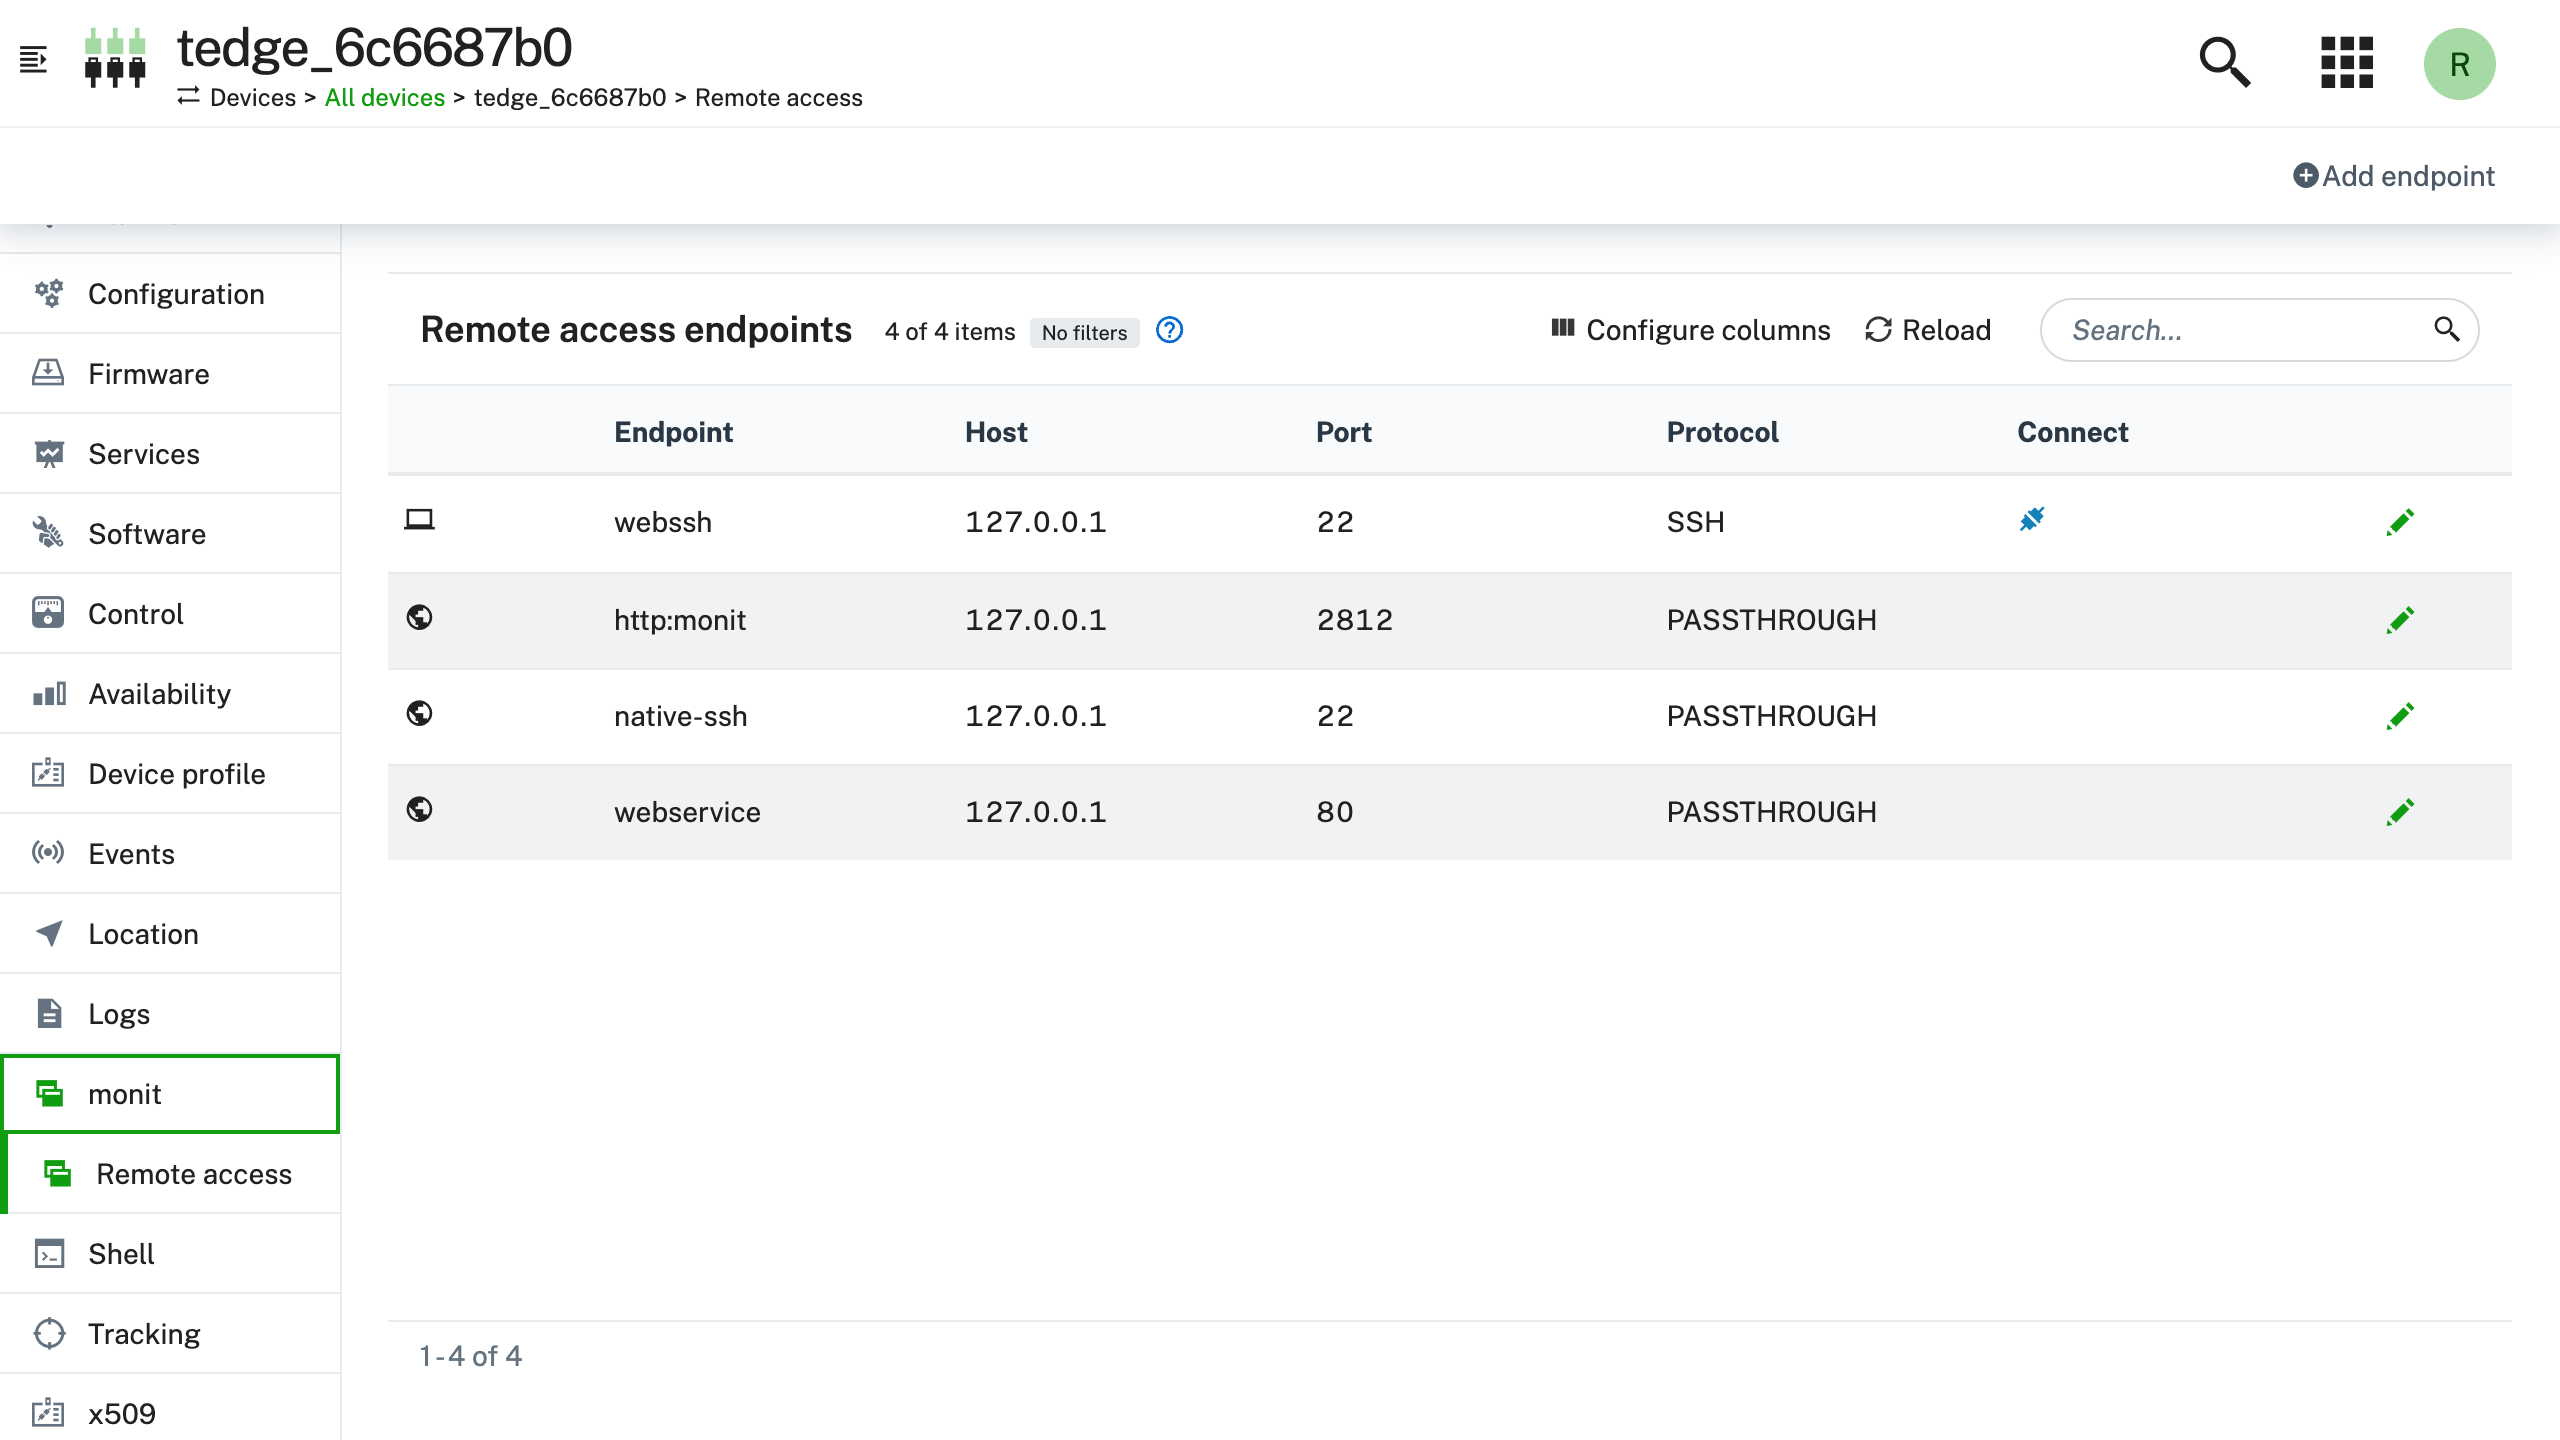 tedge_6c6687b0
Devices > All devices > tedge_6c6687b0 > Remote access
R
Add endpoint
Configuration
Firmware
Services
Software
Control
Availability
Device profile
Events
Location
Logs
monit
Remote access
Shell
Tracking
x509
Remote access endpoints 4 of 4 items No filters Configure columns Reload Search...
Endpoint Host Port Protocol Connect
webssh 127.0.0.1 22 SSH
http:monit 127.0.0.1 2812 PASSTHROUGH
native-ssh 127.0.0.1 22 PASSTHROUGH
webservice 127.0.0.1 80 PASSTHROUGH
1-4 of 4